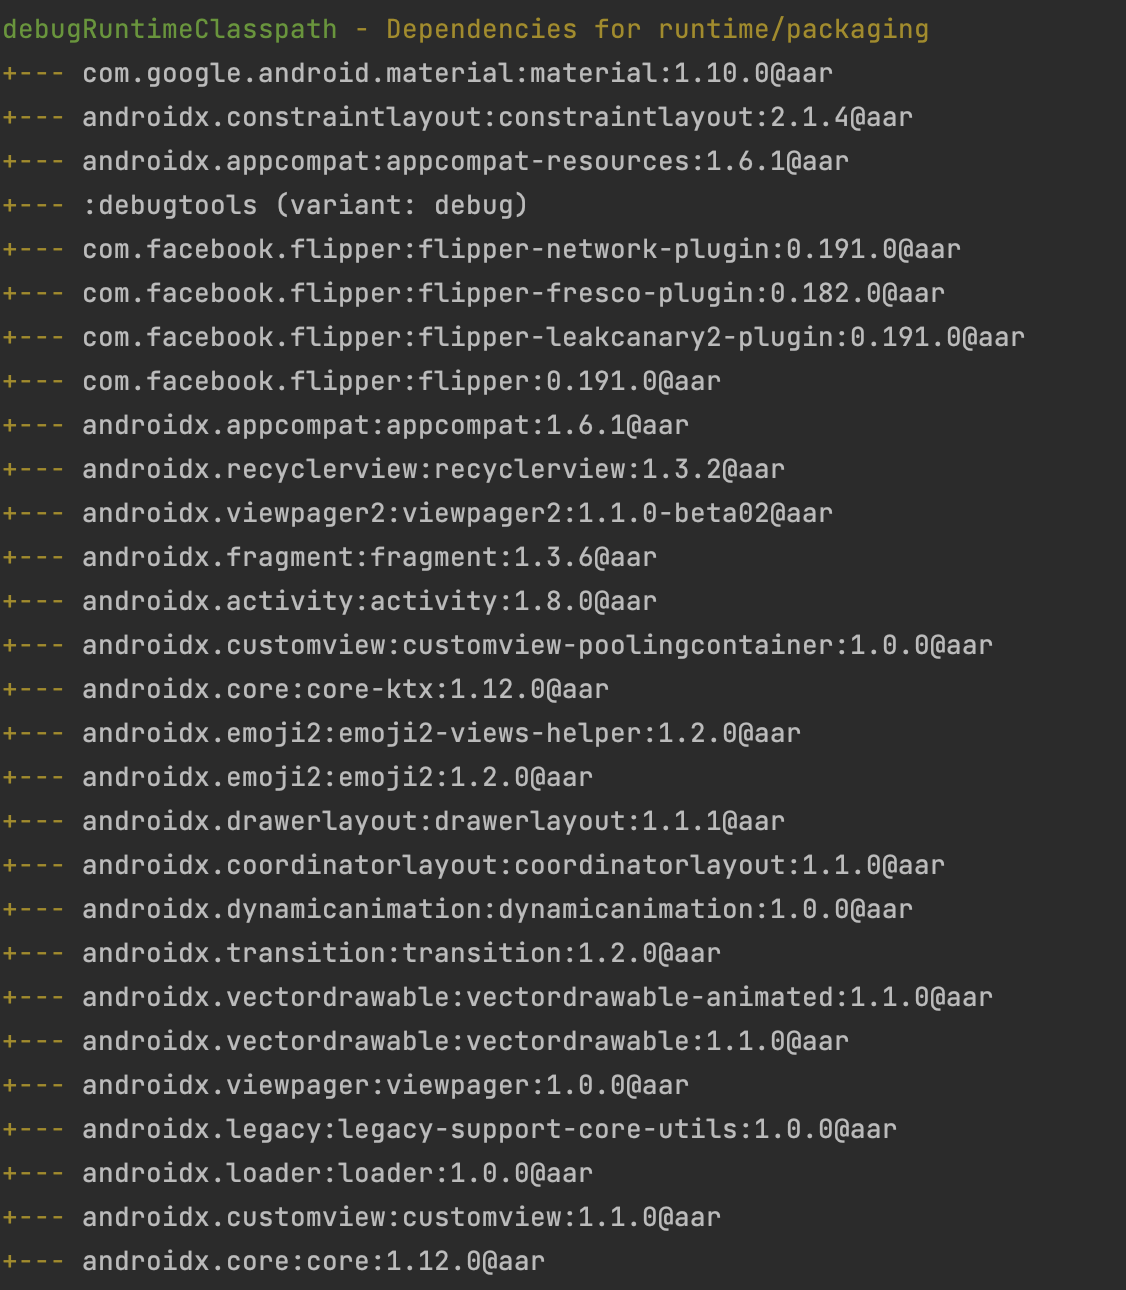 debugRuntimeClasspath - Dependencies for runtime/packaging
+--- com.google.android.material:material:1.10.0@aar
+--- androidx.constraintlayout:constraintlayout:2.1.4@aar
+--- androidx.appcompat:appcompat-resources:1.6.1@aar
+--- :debugtools (variant: debug)
+--- com.facebook.flipper:flipper-network-plugin:0.191.0@aar
+--- com.facebook.flipper:flipper-fresco-plugin:0.182.0@aar
+--- com.facebook.flipper:flipper-leakcanary2-plugin:0.191.0@aar
+--- com.facebook.flipper:flipper:0.191.0@aar
+--- androidx.appcompat:appcompat:1.6.1@aar
+--- androidx.recyclerview:recyclerview:1.3.2@aar
+--- androidx.viewpager2:viewpager2:1.1.0-beta02@aar
+--- androidx.fragment:fragment:1.3.6@aar
+--- androidx.activity:activity:1.8.0@aar
+--- androidx.customview:customview-poolingcontainer:1.0.0@aar
+--- androidx.core:core-ktx:1.12.0@aar
+--- androidx.emoji2:emoji2-views-helper:1.2.0@aar
+--- androidx.emoji2:emoji2:1.2.0@aar
+--- androidx.drawerlayout:drawerlayout:1.1.1@aar
+--- androidx.coordinatorlayout:coordinatorlayout:1.1.0@aar
+--- androidx.dynamicanimation:dynamicanimation:1.0.0@aar
+--- androidx.transition:transition:1.2.0@aar
+--- androidx.vectordrawable:vectordrawable-animated:1.1.0@aar
+--- androidx.vectordrawable:vectordrawable:1.1.0@aar
+--- androidx.viewpager:viewpager:1.0.0@aar
+--- androidx.legacy:legacy-support-core-utils:1.0.0@aar
+--- androidx.loader:loader:1.0.0@aar
+--- androidx.customview:customview:1.1.0@aar
+--- androidx.core:core:1.12.0@aar